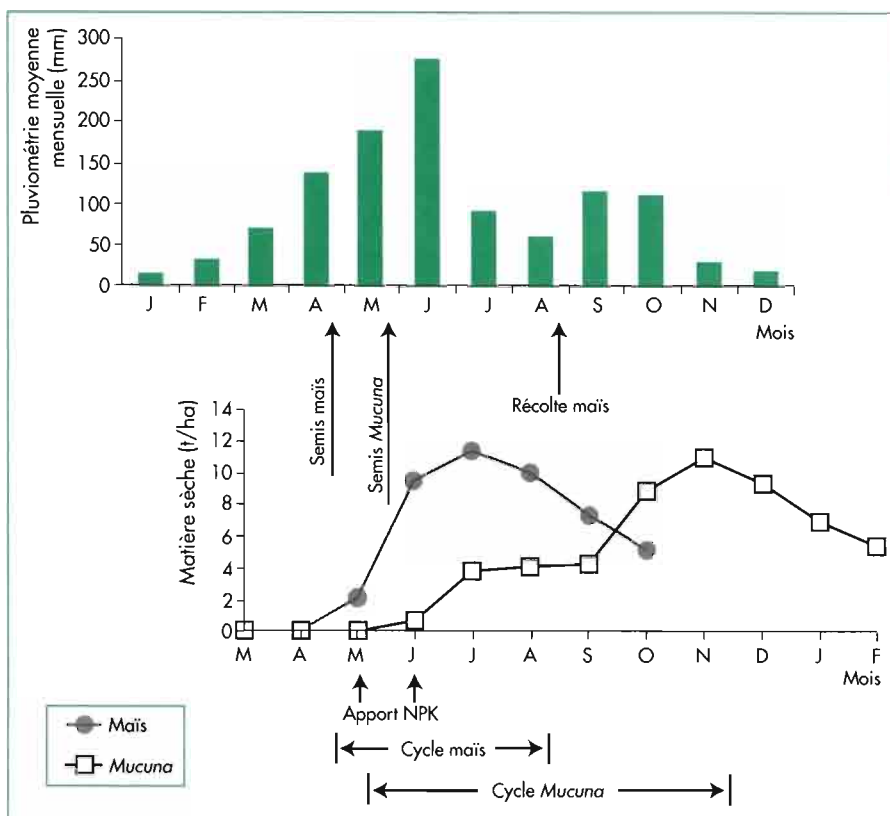 Pluviométrie moyenne
mensuelle (mm)
300
250
200
150
100
50
0
J F M A M J J A S O N D
Mois
Semis maïs
Semis Mucuna
Récolte maïs
Matière sèche (t/ha)
14
12
10
8
6
4
2
0
M A M J J A S O N D J F
Mois
Apport NPK
Cycle maïs
Cycle Mucuna
Maïs
Mucuna